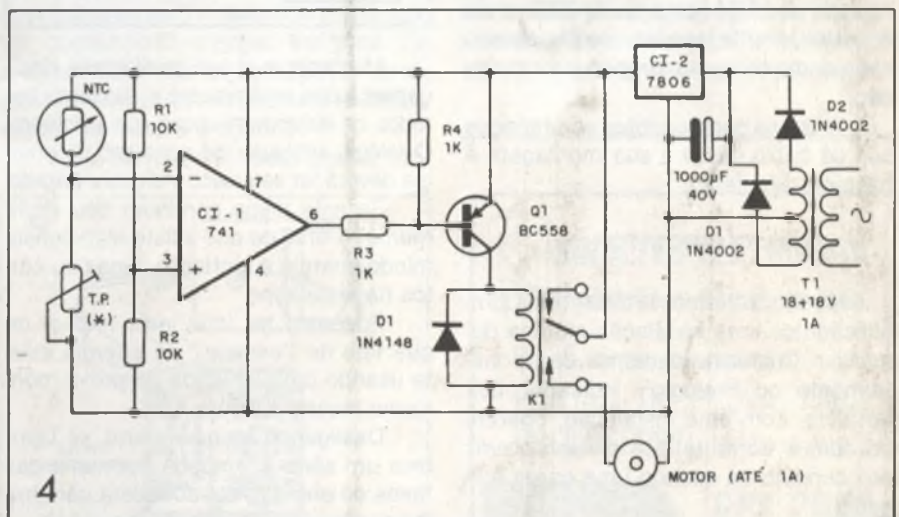 NTC
R1
10K
2
3
CI-1
741
7
6
4
T.P.
(*)
R2
10K
R3
1K
R4
1K
Q1
BC558
D1
1N4148
K1
CI-2
7806
1000µF
40V
D1
1N4002
D2
1N4002
T1
18+18V
1A
MOTOR (ATÉ 1A)
4